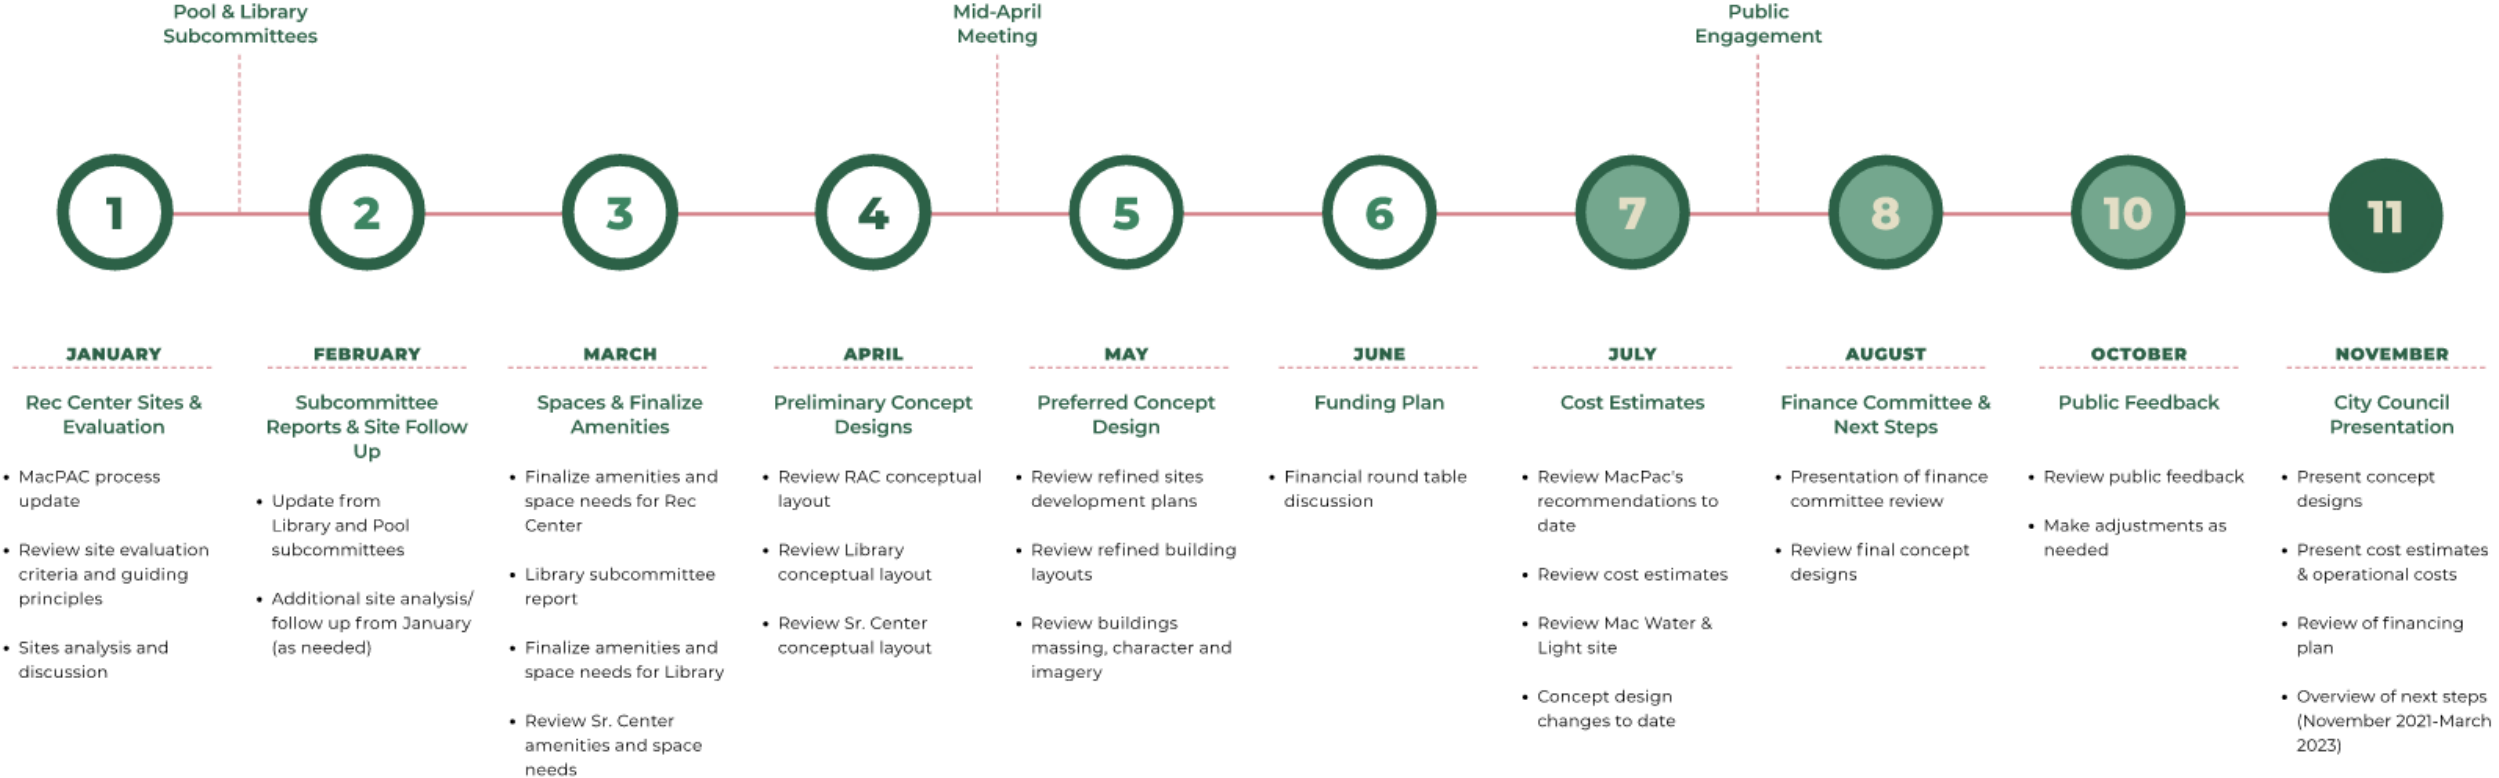 Pool & Library
Subcommittees
Mid-April
Meeting
Public
Engagement
1
2
3
4
5
6
7
8
10
11
JANUARY
Rec Center Sites &
Evaluation
• MacPAC process
update
• Review site evaluation
criteria and guiding
principles
• Sites analysis and
discussion
FEBRUARY
Subcommittee
Reports & Site Follow
Up
• Update from
Library and Pool
subcommittees
• Additional site analysis/
follow up from January
(as needed)
MARCH
Spaces & Finalize
Amenities
• Finalize amenities and
space needs for Rec
Center
• Library subcommittee
report
• Finalize amenities and
space needs for Library
• Review Sr. Center
amenities and space
needs
APRIL
Preliminary Concept
Designs
• Review RAC conceptual
layout
• Review Library
conceptual layout
• Review Sr. Center
conceptual layout
MAY
Preferred Concept
Design
• Review refined sites
development plans
• Review refined building
layouts
• Review buildings
massing, character and
imagery
JUNE
Funding Plan
• Financial round table
discussion
JULY
Cost Estimates
• Review MacPac's
recommendations to
date
• Review cost estimates
• Review Mac Water &
Light site
• Concept design
changes to date
AUGUST
Finance Committee &
Next Steps
• Presentation of finance
committee review
• Review final concept
designs
OCTOBER
Public Feedback
• Review public feedback
• Make adjustments as
needed
NOVEMBER
City Council
Presentation
• Present concept
designs
• Present cost estimates
& operational costs
• Review of financing
plan
• Overview of next steps
(November 2021-March
2023)